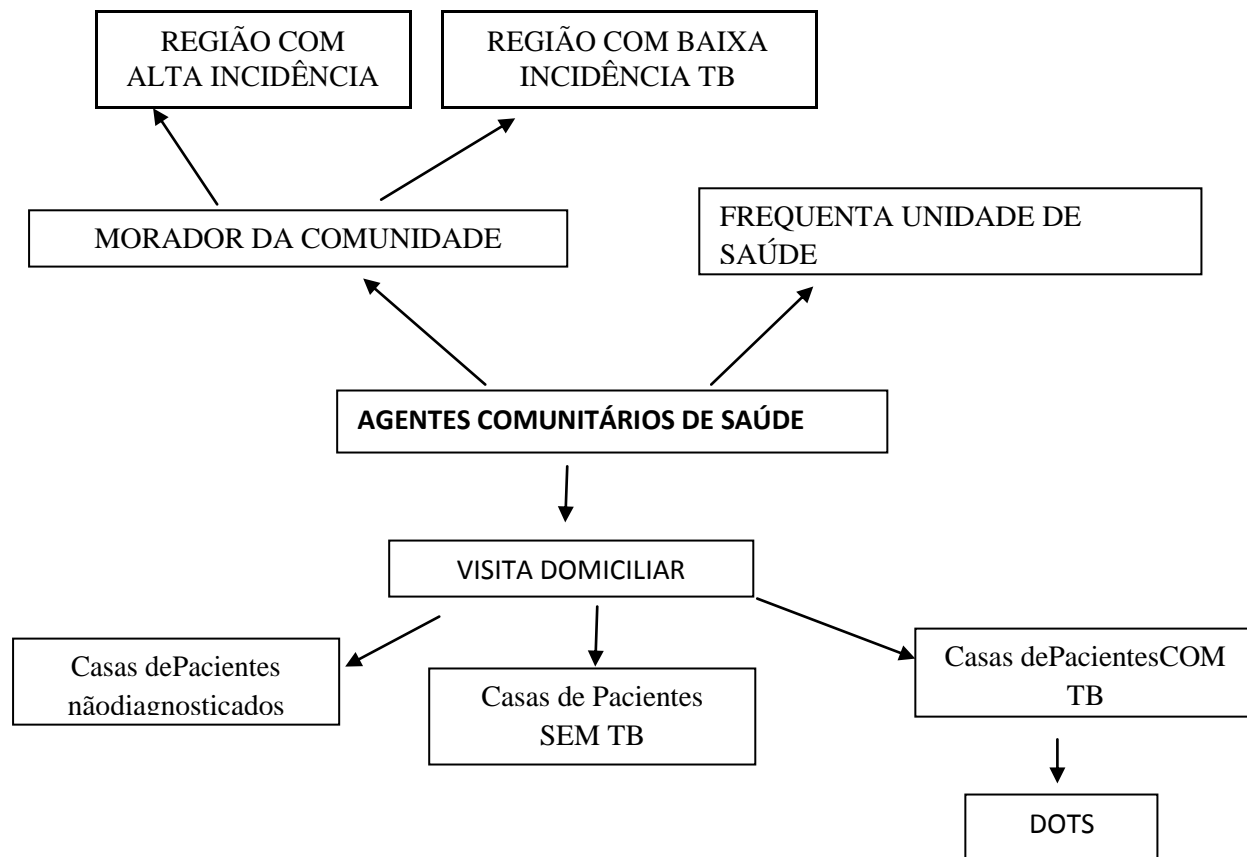 REGIÃO COM
ALTA INCIDÊNCIA
REGIÃO COM BAIXA
INCIDÊNCIA TB
MORADOR DA COMUNIDADE
FREQUENTA UNIDADE DE
SAÚDE
AGENTES COMUNITÁRIOS DE SAÚDE
VISITA DOMICILIAR
Casas dePacientes
nãodiagnosticados
Casas de Pacientes
SEM TB
Casas dePacientesCOM
TB
DOTS